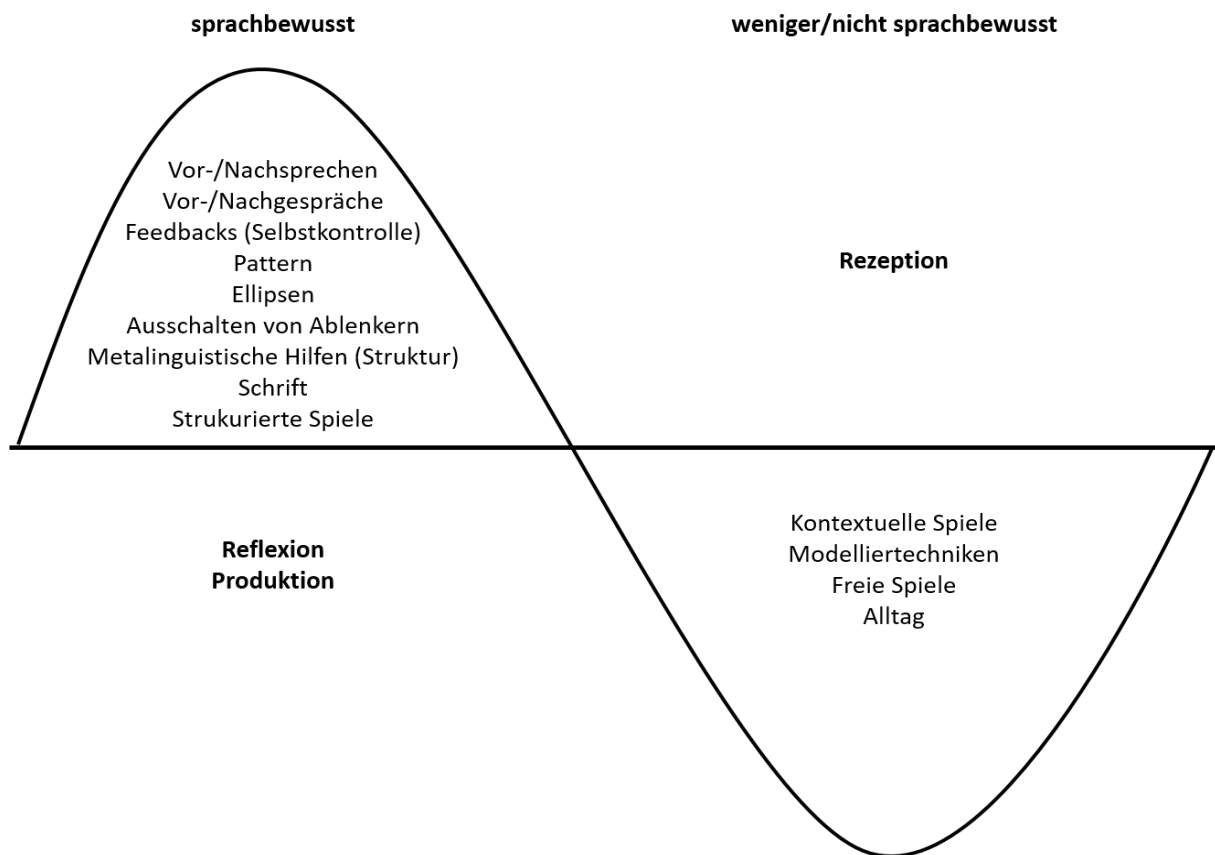 sprachbewusst
weniger/nicht sprachbewusst
Vor-/Nachsprechen
Vor-/Nachgespräche
Feedbacks (Selbstkontrolle)
Pattern
Ellipsen
Ausschalten von Ablenkern
Metalinguistische Hilfen (Struktur)
Schrift
Strukurierte Spiele
Rezeption
Reflexion
Produktion
Kontextuelle Spiele
Modelliertechniken
Freie Spiele
Alltag